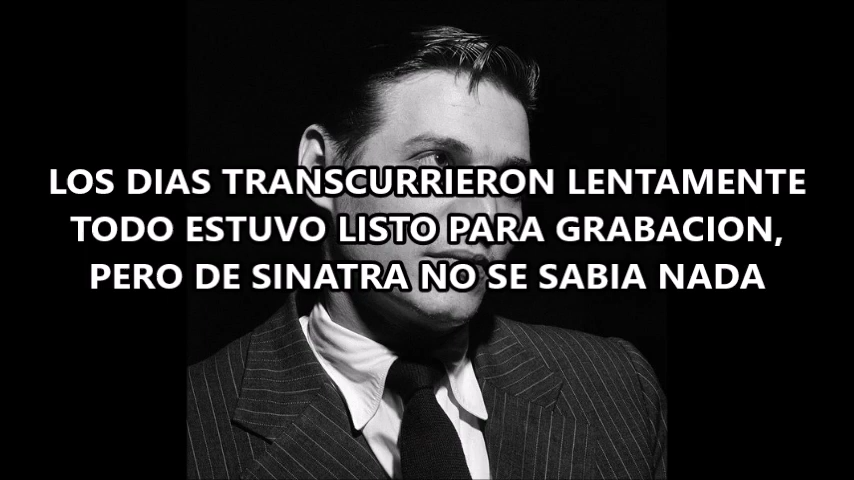 LOS DIAS TRANSCURRIERON LENTAMENTE
TODO ESTUVO LISTO PARA GRABACION,
PERO DE SINATRA NO SE SABIA NADA